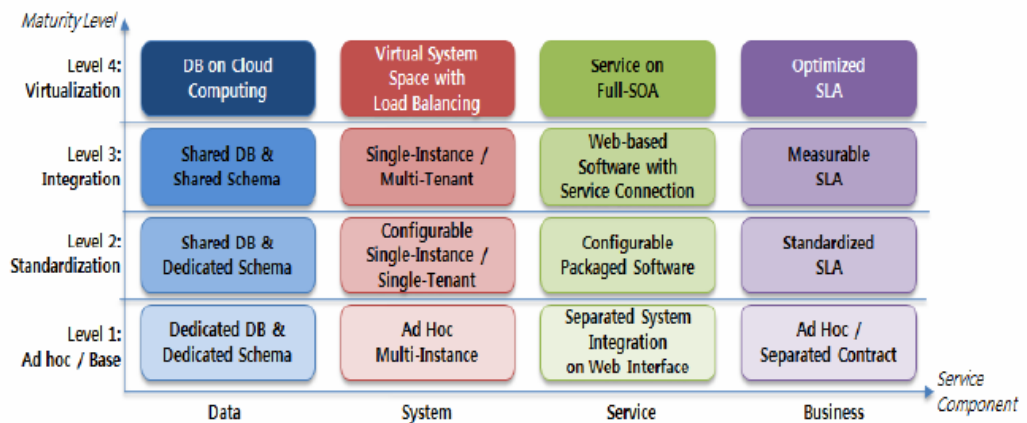 Maturity Level
Level 4:
Virtualization
DB on Cloud
Computing
Virtual System
Space with
Load Balancing
Service on
Full-SOA
Optimized
SLA
Level 3:
Integration
Shared DB &
Shared Schema
Single-Instance /
Multi-Tenant
Web-based
Software with
Service Connection
Measurable
SLA
Level 2:
Standardization
Shared DB &
Dedicated Schema
Configurable
Single-Instance /
Single-Tenant
Configurable
Packaged Software
Standardized
SLA
Level 1:
Ad hoc / Base
Dedicated DB &
Dedicated Schema
Ad Hoc
Multi-Instance
Separated System
Integration
on Web Interface
Ad Hoc /
Separated Contract
Data
System
Service
Business
Service
Component